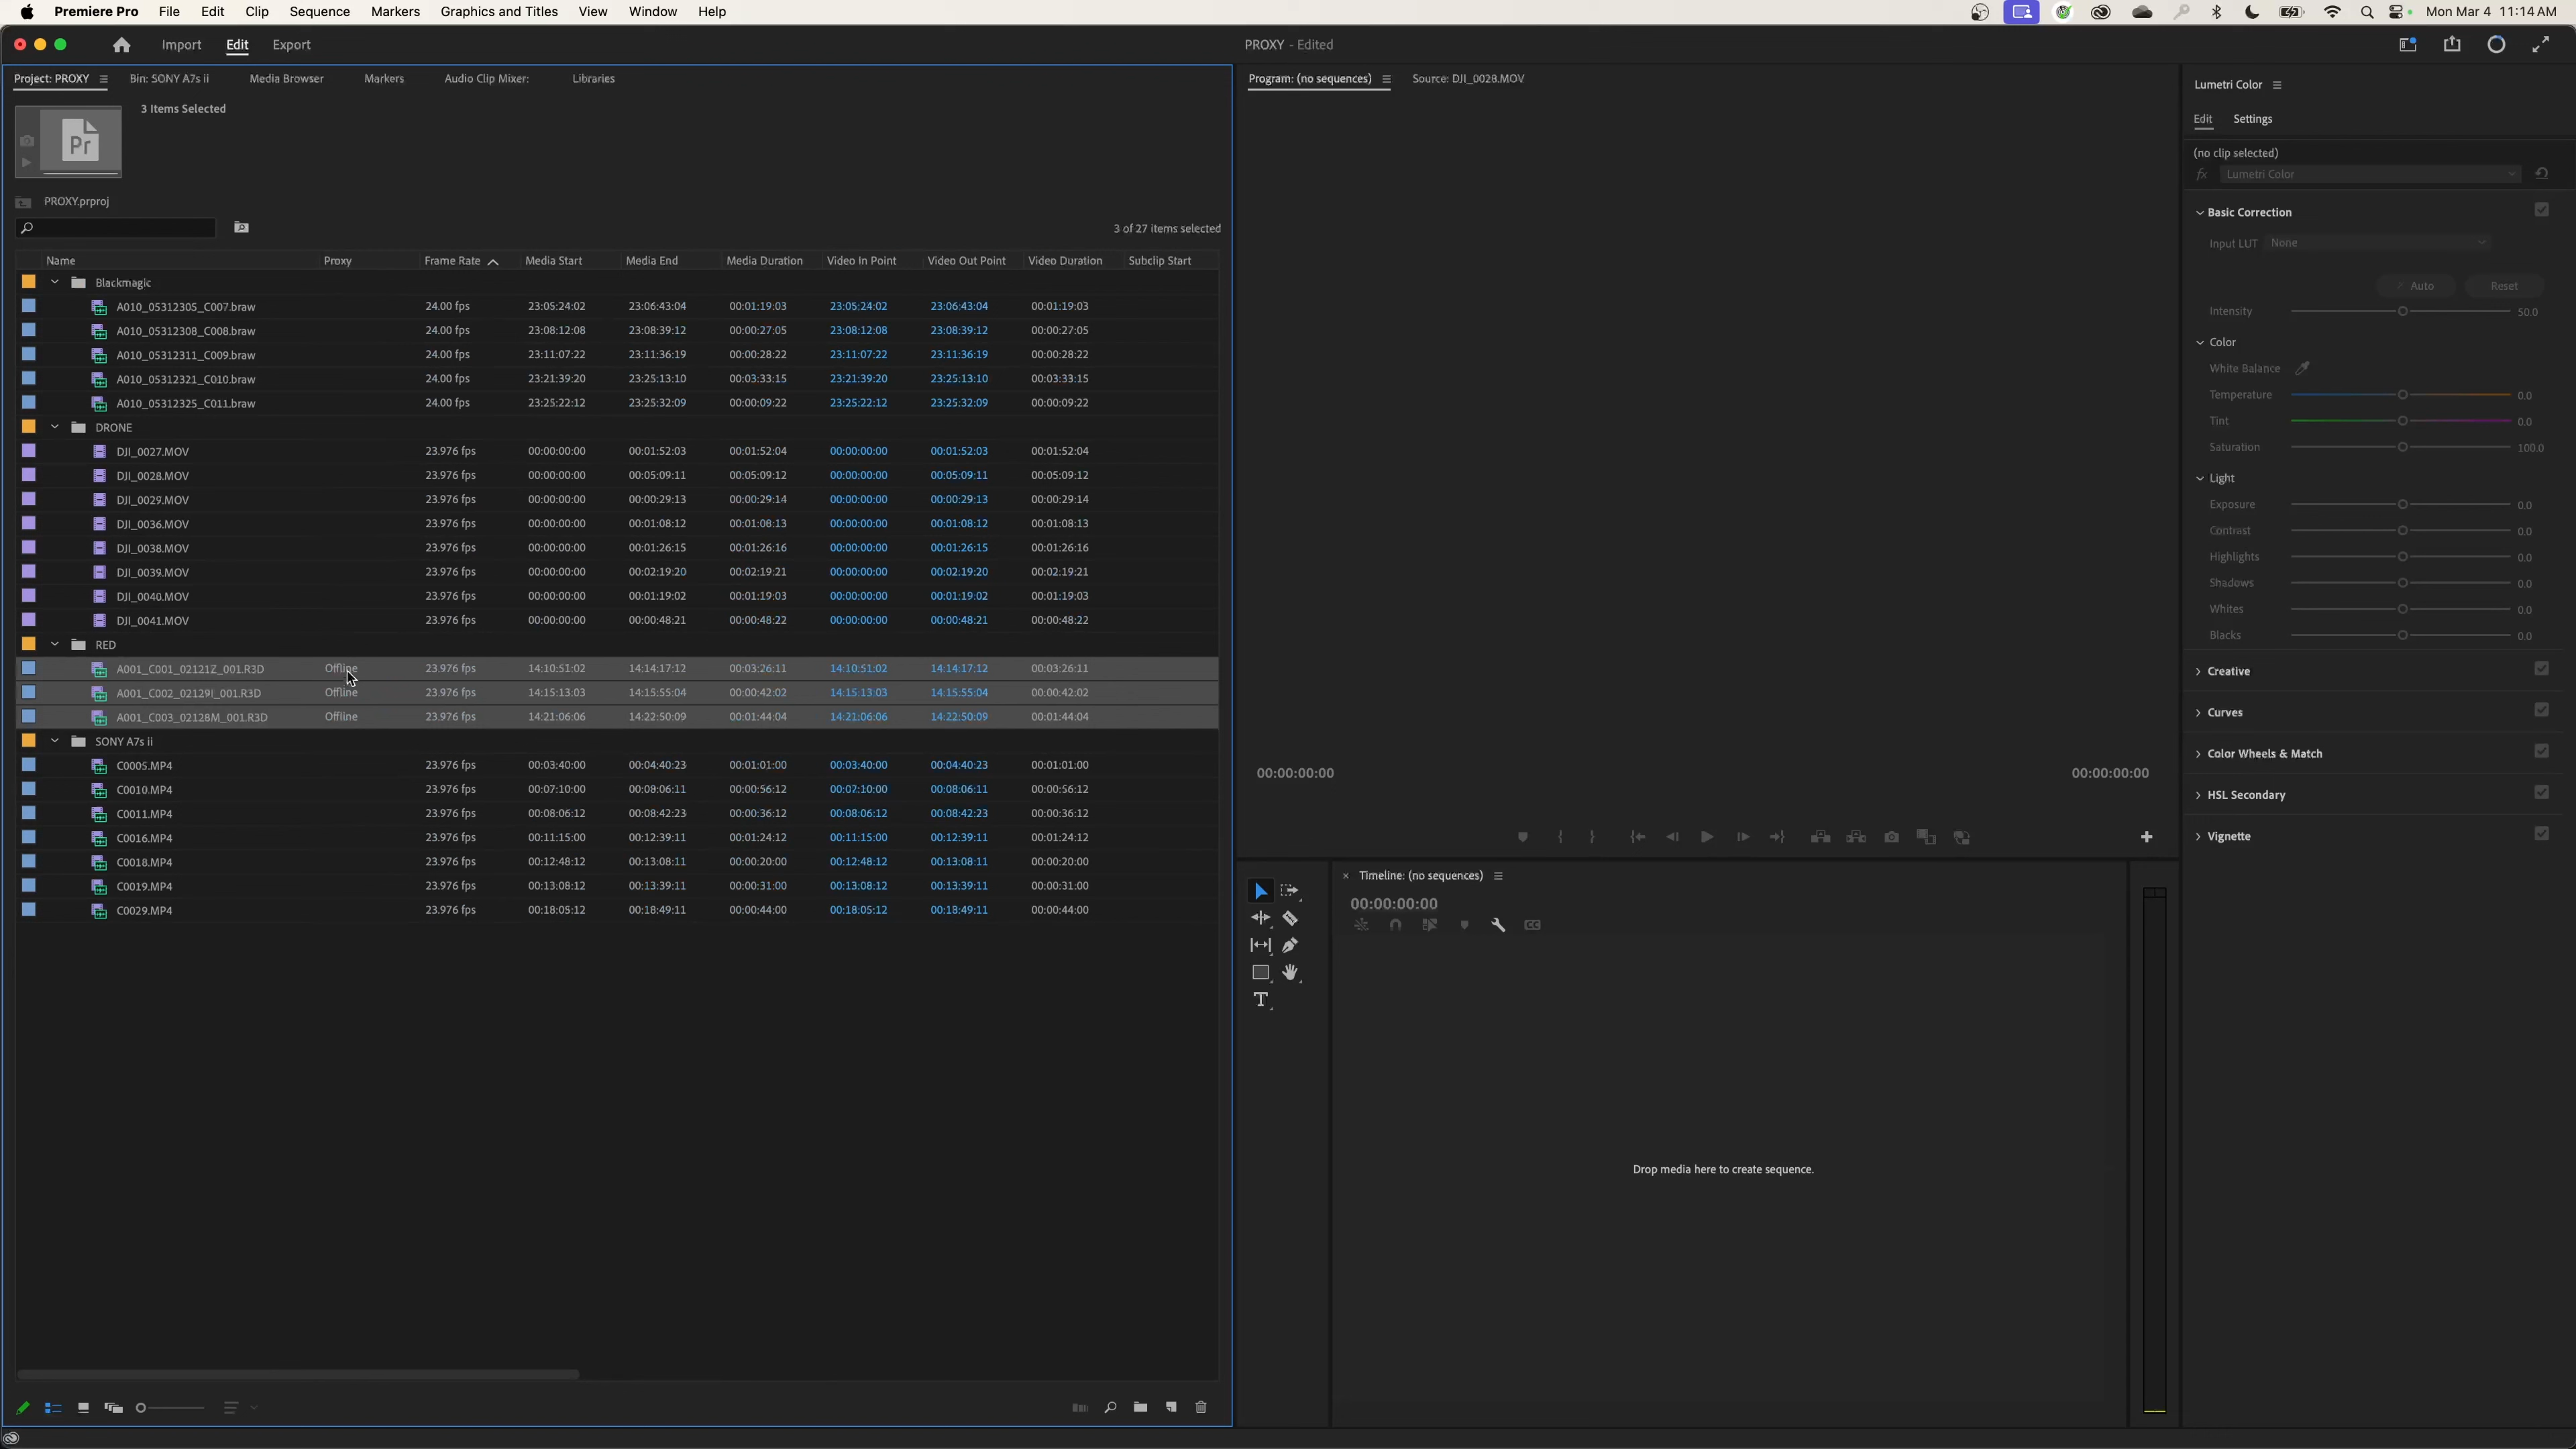 Premiere Pro File Edit Clip Sequence Markers Graphics and Titles View Window Help Mon Mar 4 11:14 AM
Import Edit Export PROXY - Edited
Project: PROXY Bin: SONY A7s ii Media Browser Markers Audio Clip Mixer: Libraries
3 Items Selected
Pr
PROXY.prproj
3 of 27 items selected
Name Proxy Frame Rate Media Start Media End Media Duration Video In Point Video Out Point Video Duration Subclip Start
Blackmagic
A010_05312305_C007.braw 24.00 fps 23:05:24:02 23:06:43:04 00:01:19:03 23:05:24:02 23:06:43:04 00:01:19:03
A010_05312308_C008.braw 24.00 fps 23:08:12:08 23:08:39:12 00:00:27:05 23:08:12:08 23:08:39:12 00:00:27:05
A010_05312311_C009.braw 24.00 fps 23:11:07:22 23:11:36:19 00:00:28:22 23:11:07:22 23:11:36:19 00:00:28:22
A010_05312321_C010.braw 24.00 fps 23:21:39:20 23:25:13:10 00:03:33:15 23:21:39:20 23:25:13:10 00:03:33:15
A010_05312325_C011.braw 24.00 fps 23:25:22:12 23:25:32:09 00:00:09:22 23:25:22:12 23:25:32:09 00:00:09:22
DRONE
DJI_0027.MOV 23.976 fps 00:00:00:00 00:01:52:03 00:01:52:04 00:00:00:00 00:01:52:03 00:01:52:04
DJI_0028.MOV 23.976 fps 00:00:00:00 00:05:09:11 00:05:09:12 00:00:00:00 00:05:09:11 00:05:09:12
DJI_0029.MOV 23.976 fps 00:00:00:00 00:00:29:13 00:00:29:14 00:00:00:00 00:00:29:13 00:00:29:14
DJI_0036.MOV 23.976 fps 00:00:00:00 00:01:08:12 00:01:08:13 00:00:00:00 00:01:08:12 00:01:08:13
DJI_0038.MOV 23.976 fps 00:00:00:00 00:01:26:15 00:01:26:16 00:00:00:00 00:01:26:15 00:01:26:16
DJI_0039.MOV 23.976 fps 00:00:00:00 00:02:19:20 00:02:19:21 00:00:00:00 00:02:19:20 00:02:19:21
DJI_0040.MOV 23.976 fps 00:00:00:00 00:01:19:02 00:01:19:03 00:00:00:00 00:01:19:02 00:01:19:03
DJI_0041.MOV 23.976 fps 00:00:00:00 00:00:48:21 00:00:48:22 00:00:00:00 00:00:48:21 00:00:48:22
RED
A001_C001_02121Z_001.R3D Offline 23.976 fps 14:10:51:02 14:14:17:12 00:03:26:11 14:10:51:02 14:14:17:12 00:03:26:11
A001_C002_02129I_001.R3D Offline 23.976 fps 14:15:13:03 14:15:55:04 00:00:42:02 14:15:13:03 14:15:55:04 00:00:42:02
A001_C003_02128M_001.R3D Offline 23.976 fps 14:21:06:06 14:22:50:09 00:01:44:04 14:21:06:06 14:22:50:09 00:01:44:04
SONY A7s ii
C0005.MP4 23.976 fps 00:03:40:00 00:04:40:23 00:01:01:00 00:03:40:00 00:04:40:23 00:01:01:00
C0010.MP4 23.976 fps 00:07:10:00 00:08:06:11 00:00:56:12 00:07:10:00 00:08:06:11 00:00:56:12
C0011.MP4 23.976 fps 00:08:06:12 00:08:42:23 00:00:36:12 00:08:06:12 00:08:42:23 00:00:36:12
C0016.MP4 23.976 fps 00:11:15:00 00:12:39:11 00:01:24:12 00:11:15:00 00:12:39:11 00:01:24:12
C0018.MP4 23.976 fps 00:12:48:12 00:13:08:11 00:00:20:00 00:12:48:12 00:13:08:11 00:00:20:00
C0019.MP4 23.976 fps 00:13:08:12 00:13:39:11 00:00:31:00 00:13:08:12 00:13:39:11 00:00:31:00
C0029.MP4 23.976 fps 00:18:05:12 00:18:49:11 00:00:44:00 00:18:05:12 00:18:49:11 00:00:44:00
Program: (no sequences) Source: DJI_0028.MOV
00:00:00:00 00:00:00:00
Timeline: (no sequences)
00:00:00:00
CC
T
Drop media here to create sequence.
Lumetri Color
Edit Settings
(no clip selected)
fx Lumetri Color
Basic Correction
Input LUT None
Auto Reset
Intensity 50.0
Color
White Balance
Temperature 0.0
Tint 0.0
Saturation 100.0
Light
Exposure 0.0
Contrast 0.0
Highlights 0.0
Shadows 0.0
Whites 0.0
Blacks 0.0
Creative
Curves
Color Wheels & Match
HSL Secondary
Vignette